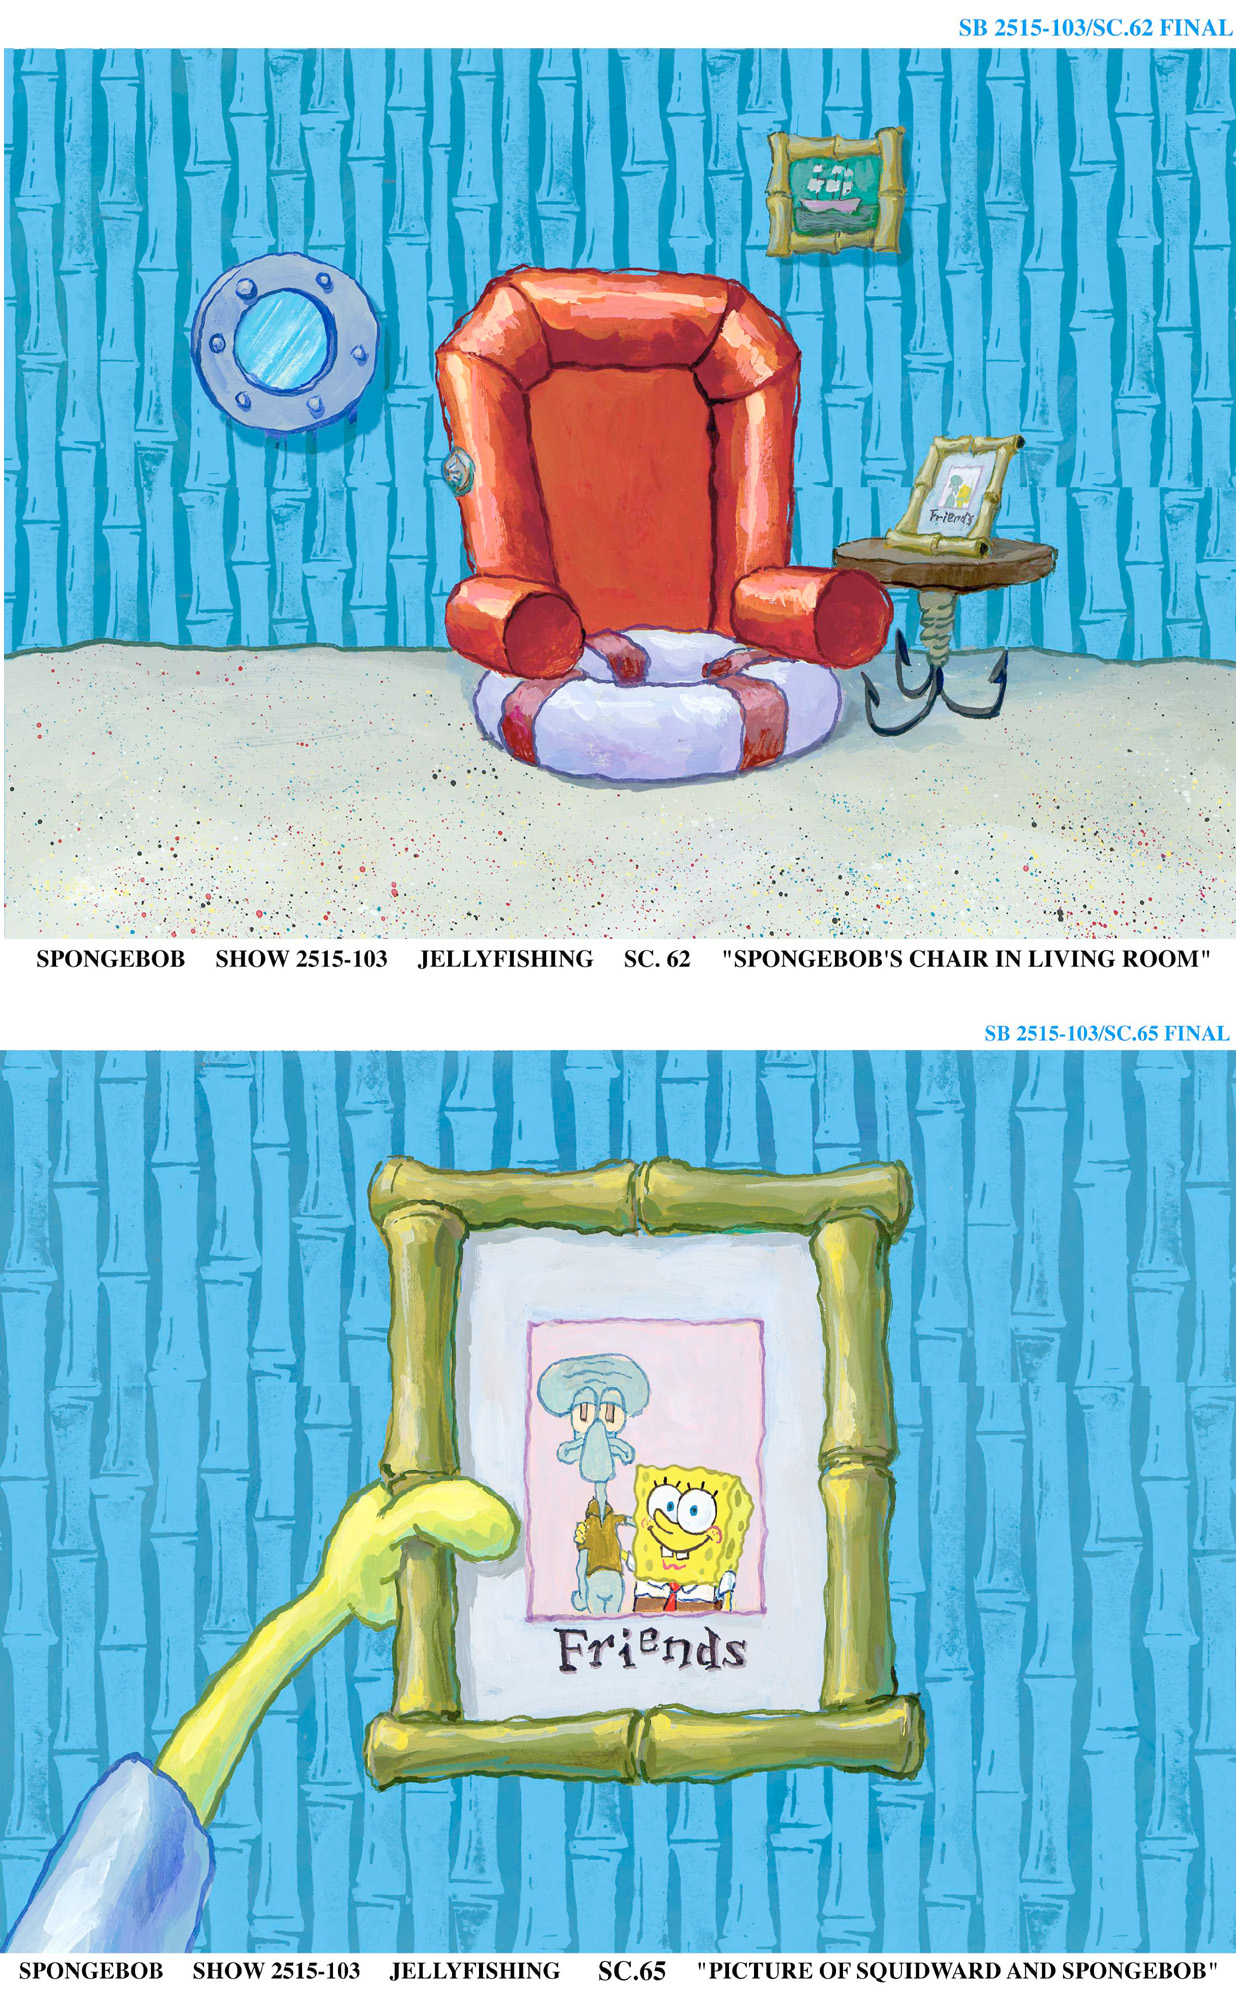 SB 2515-103/SC.62 FINAL
Friends
SPONGEBOB SHOW 2515-103 JELLYFISHING SC. 62 "SPONGEBOB'S CHAIR IN LIVING ROOM"
SB 2515-103/SC.65 FINAL
Friends
SPONGEBOB SHOW 2515-103 JELLYFISHING SC.65 "PICTURE OF SQUIDWARD AND SPONGEBOB"